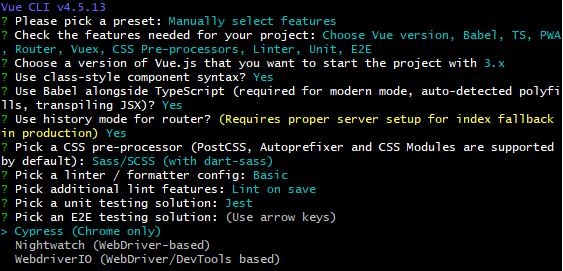 Vue CLI v4.5.13
? Please pick a preset: Manually select features
? Check the features needed for your project: Choose Vue version, Babel, TS, PWA
, Router, Vuex, CSS Pre-processors, Linter, Unit, E2E
? Choose a version of Vue.js that you want to start the project with 3.x
? Use class-style component syntax? Yes
? Use Babel alongside TypeScript (required for modern mode, auto-detected polyfi
lls, transpiling JSX)? Yes
? Use history mode for router? (Requires proper server setup for index fallback
in production) Yes
? Pick a CSS pre-processor (PostCSS, Autoprefixer and CSS Modules are supported
by default): Sass/SCSS (with dart-sass)
? Pick a linter / formatter config: Basic
? Pick additional lint features: Lint on save
? Pick a unit testing solution: Jest
? Pick an E2E testing solution: (Use arrow keys)
> Cypress (Chrome only)
Nightwatch (WebDriver-based)
WebdriverIO (WebDriver/DevTools based)